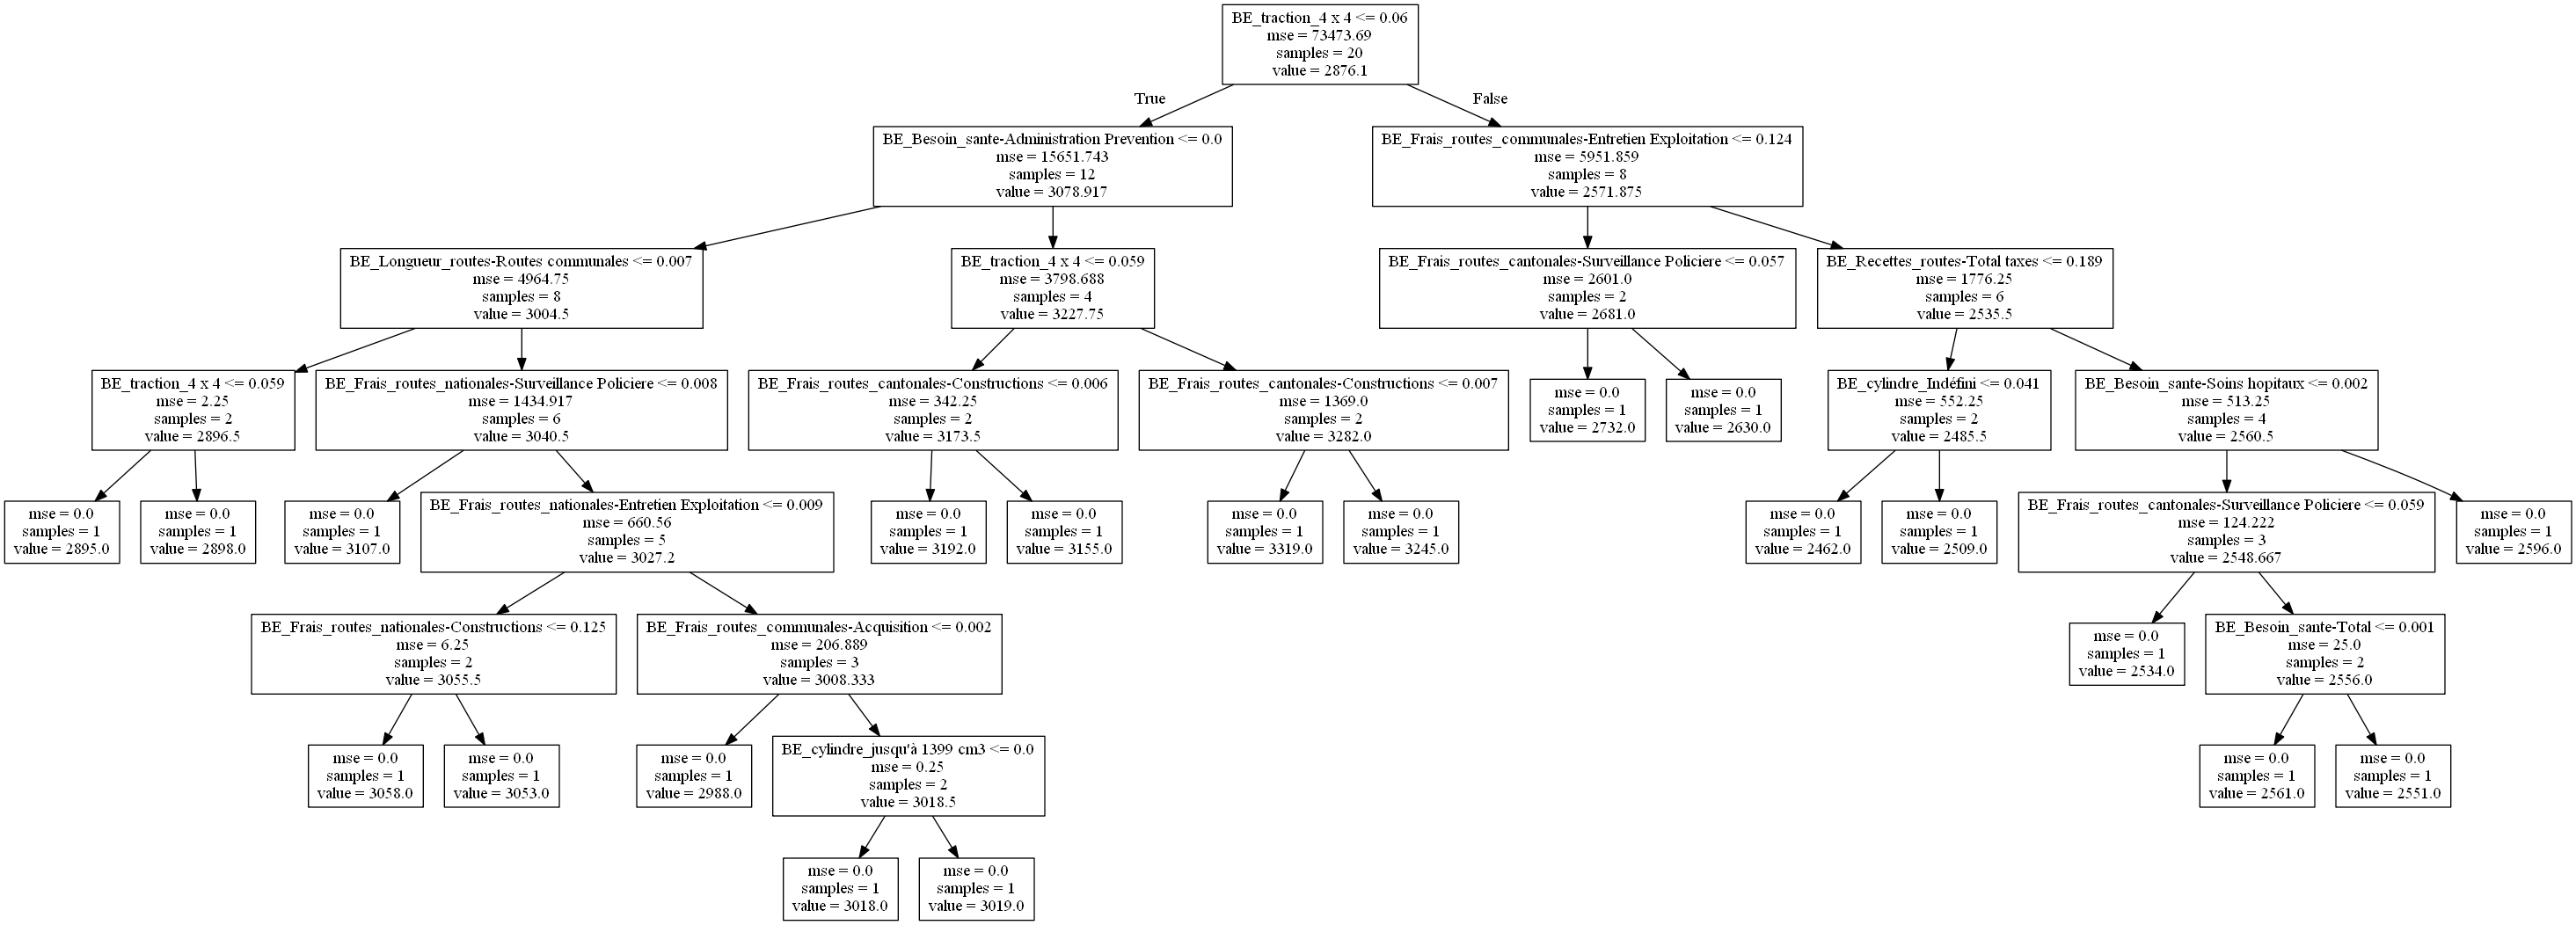 BE_traction_4 x 4 <= 0.06
mse = 73473.69
samples = 20
value = 2876.1
True
False
BE_Besoin_sante-Administration Prevention <= 0.0
mse = 15651.743
samples = 12
value = 3078.917
BE_Frais_routes_communales-Entretien Exploitation <= 0.124
mse = 5951.859
samples = 8
value = 2571.875
BE_Longueur_routes-Routes communales <= 0.007
mse = 4964.75
samples = 8
value = 3004.5
BE_traction_4 x 4 <= 0.059
mse = 3798.688
samples = 4
value = 3227.75
BE_Frais_routes_cantonales-Surveillance Policiere <= 0.057
mse = 2601.0
samples = 2
value = 2681.0
BE_Recettes_routes-Total taxes <= 0.189
mse = 1776.25
samples = 6
value = 2535.5
BE_traction_4 x 4 <= 0.059
mse = 2.25
samples = 2
value = 2896.5
BE_Frais_routes_nationales-Surveillance Policiere <= 0.008
mse = 1434.917
samples = 6
value = 3040.5
BE_Frais_routes_cantonales-Constructions <= 0.006
mse = 342.25
samples = 2
value = 3173.5
BE_Frais_routes_cantonales-Constructions <= 0.007
mse = 1369.0
samples = 2
value = 3282.0
mse = 0.0
samples = 1
value = 2732.0
mse = 0.0
samples = 1
value = 2630.0
BE_cylindre_Indéfini <= 0.041
mse = 552.25
samples = 2
value = 2485.5
BE_Besoin_sante-Soins hopitaux <= 0.002
mse = 513.25
samples = 4
value = 2560.5
mse = 0.0
samples = 1
value = 2895.0
mse = 0.0
samples = 1
value = 2898.0
mse = 0.0
samples = 1
value = 3107.0
BE_Frais_routes_nationales-Entretien Exploitation <= 0.009
mse = 660.56
samples = 5
value = 3027.2
mse = 0.0
samples = 1
value = 3192.0
mse = 0.0
samples = 1
value = 3155.0
mse = 0.0
samples = 1
value = 3319.0
mse = 0.0
samples = 1
value = 3245.0
mse = 0.0
samples = 1
value = 2462.0
mse = 0.0
samples = 1
value = 2509.0
BE_Frais_routes_cantonales-Surveillance Policiere <= 0.059
mse = 124.222
samples = 3
value = 2548.667
mse = 0.0
samples = 1
value = 2596.0
BE_Frais_routes_nationales-Constructions <= 0.125
mse = 6.25
samples = 2
value = 3055.5
BE_Frais_routes_communales-Acquisition <= 0.002
mse = 206.889
samples = 3
value = 3008.333
mse = 0.0
samples = 1
value = 2534.0
BE_Besoin_sante-Total <= 0.001
mse = 25.0
samples = 2
value = 2556.0
mse = 0.0
samples = 1
value = 3058.0
mse = 0.0
samples = 1
value = 3053.0
mse = 0.0
samples = 1
value = 2988.0
BE_cylindre_jusqu'à 1399 cm3 <= 0.0
mse = 0.25
samples = 2
value = 3018.5
mse = 0.0
samples = 1
value = 2561.0
mse = 0.0
samples = 1
value = 2551.0
mse = 0.0
samples = 1
value = 3018.0
mse = 0.0
samples = 1
value = 3019.0